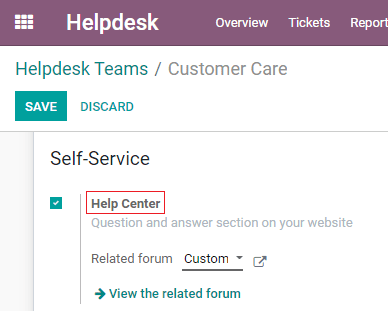 Helpdesk Overview Tickets Report
Helpdesk Teams / Customer Care
SAVE DISCARD
Self-Service
Help Center
Question and answer section on your website
Related forum Custom
View the related forum